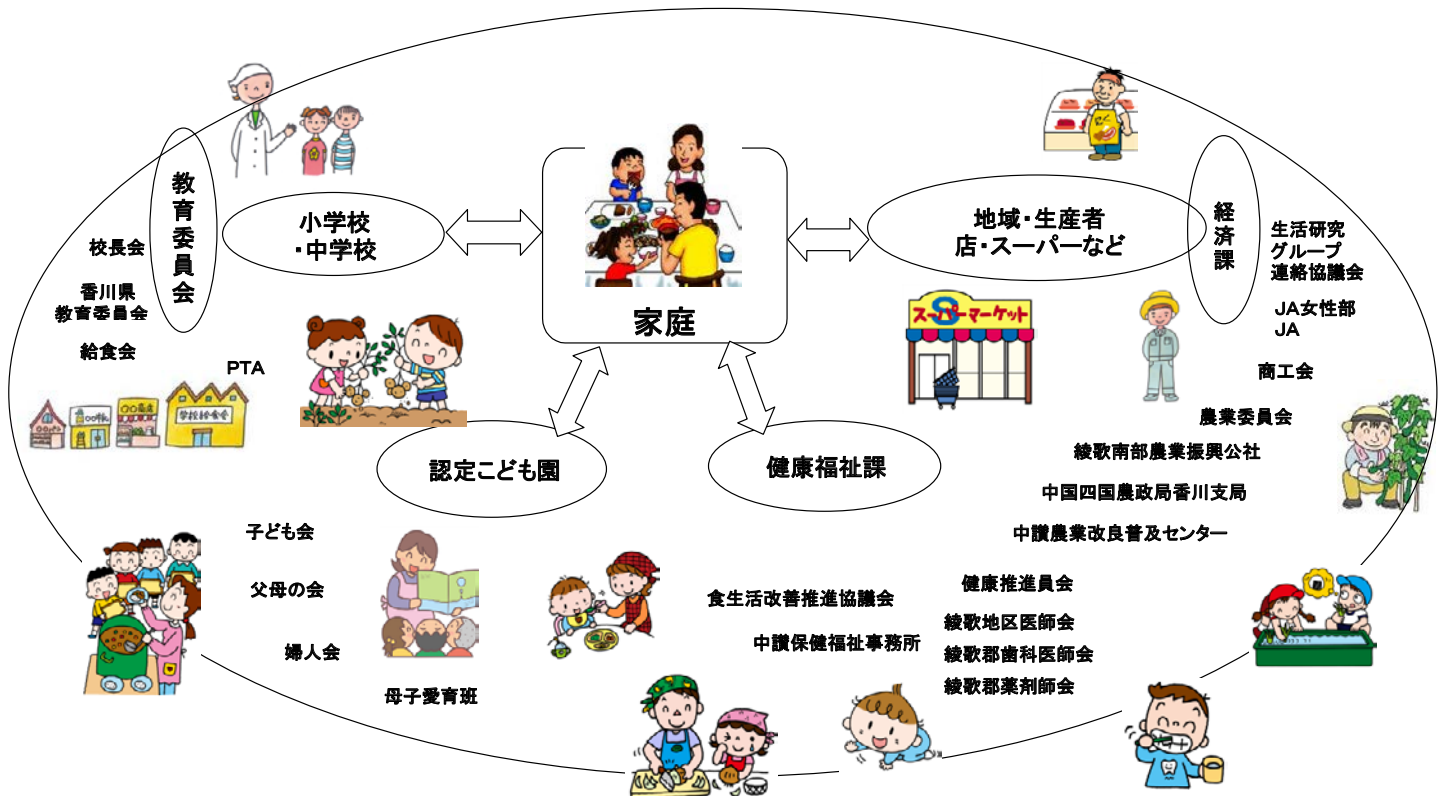 教育委員会
小学校
・中学校
校長会
香川県
教育委員会
給食会
PTA
〇〇商店
学校給食会
家庭
地域・生産者
店・スーパーなど
経済課
生活研究
グループ
連絡協議会
JA女性部
JA
商工会
農業委員会
綾歌南部農業振興公社
中国四国農政局香川支局
中讃農業改良普及センター
スーパーマーケット
認定こども園
健康福祉課
子ども会
父母の会
婦人会
母子愛育班
食生活改善推進協議会
中讃保健福祉事務所
健康推進員会
綾歌地区医師会
綾歌郡歯科医師会
綾歌郡薬剤師会